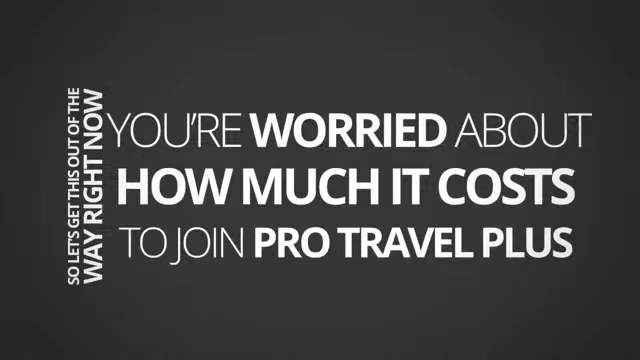 SO LET'S GET THIS OUT OF THE
WAY RIGHT NOW
YOU'RE WORRIED ABOUT
HOW MUCH IT COSTS
TO JOIN PRO TRAVEL PLUS